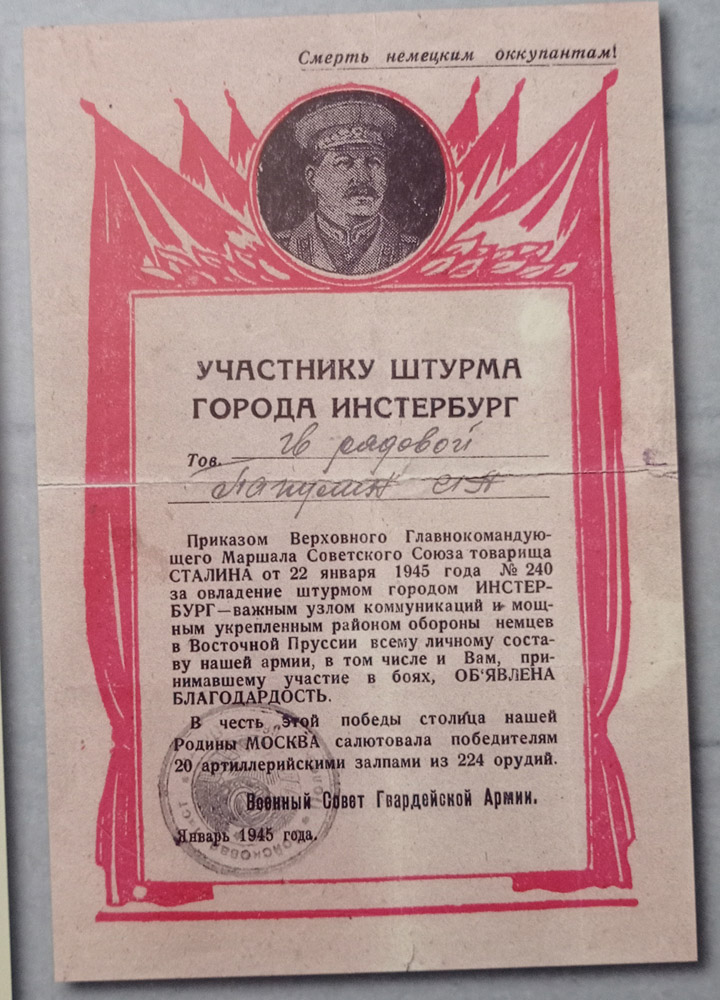 Смерть немецким оккупантам!
УЧАСТНИКУ ШТУРМА
ГОРОДА ИНСТЕРБУРГ
Тов. гв рядовой
Приказом Верховного Главнокомандую-
щего Маршала Советского Союза товарища
СТАЛИНА от 22 января 1945 года № 240
за овладение штурмом городом ИНСТЕР-
БУРГ—важным узлом коммуникаций и мощ-
ным укрепленным районом обороны немцев
в Восточной Пруссии всему личному соста-
ву нашей армии, в том числе и Вам, при-
нимавшему участие в боях, ОБ'ЯВЛЕНА
БЛАГОДАРДОСТЬ.
В честь этой победы столица нашей
Родины МОСКВА салютовала победителям
20 артиллерийскими залпами из 224 орудий.
Военный Совет Гвардейской Армии.
Январь 1945 года.